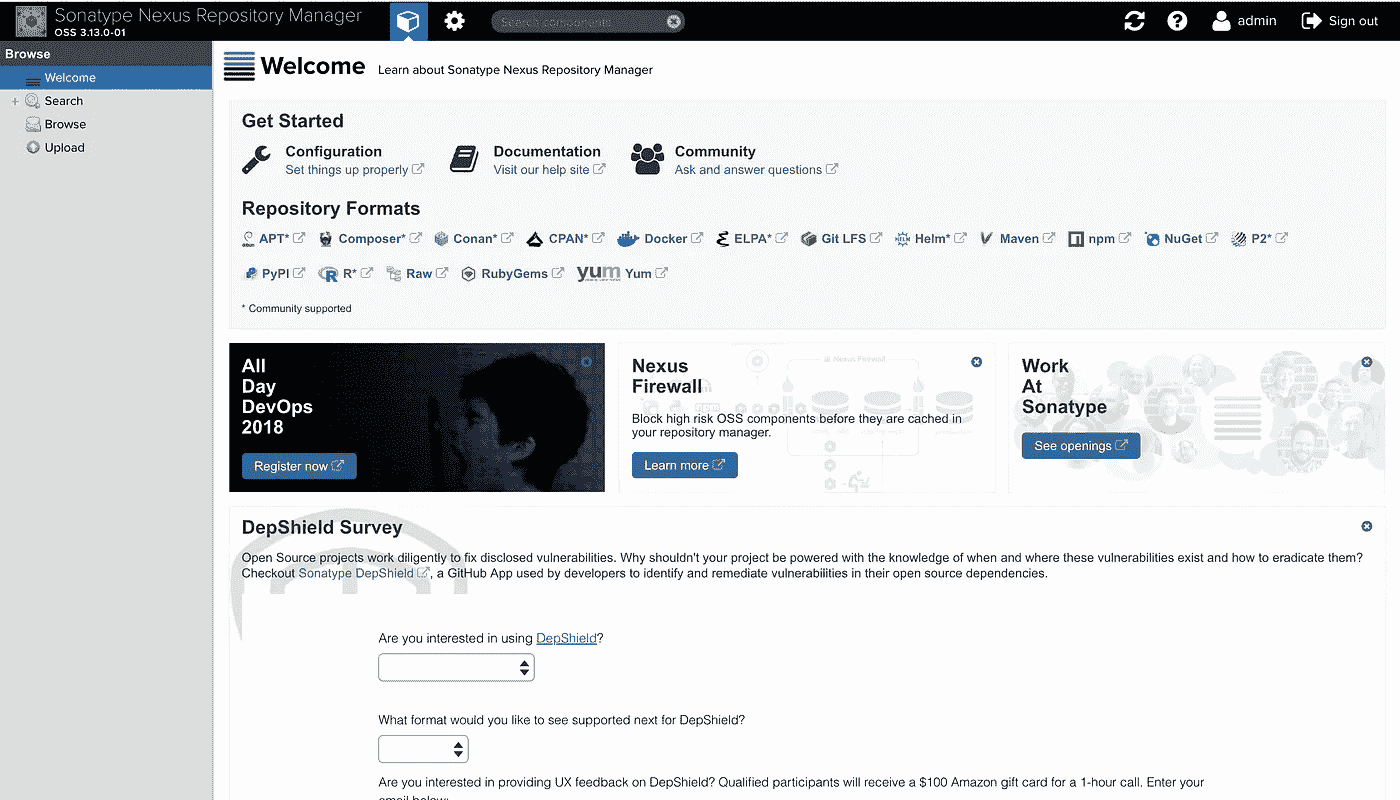 Sonatype Nexus Repository Manager
OSS 3.13.0-01
Search components
admin
Sign out
Browse
Welcome
Search
Browse
Upload
Welcome Learn about Sonatype Nexus Repository Manager
Get Started
Configuration
Set things up properly
Documentation
Visit our help site
Community
Ask and answer questions
Repository Formats
APT* Composer* Conan* CPAN* Docker ELPA* Git LFS Helm* Maven npm NuGet P2*
PyPI R* Raw RubyGems yum Yum
* Community supported
All
Day
DevOps
2018
Register now
Nexus
Firewall
Nexus Firewall
Block high risk OSS components before they are cached in
your repository manager.
Learn more
Work
At
Sonatype
See openings
DepShield Survey
Open Source projects work diligently to fix disclosed vulnerabilities. Why shouldn't your project be powered with the knowledge of when and where these vulnerabilities exist and how to eradicate them?
Checkout Sonatype DepShield, a GitHub App used by developers to identify and remediate vulnerabilities in their open source dependencies.
Are you interested in using DepShield?
What format would you like to see supported next for DepShield?
Are you interested in providing UX feedback on DepShield? Qualified participants will receive a $100 Amazon gift card for a 1-hour call. Enter your
email below: